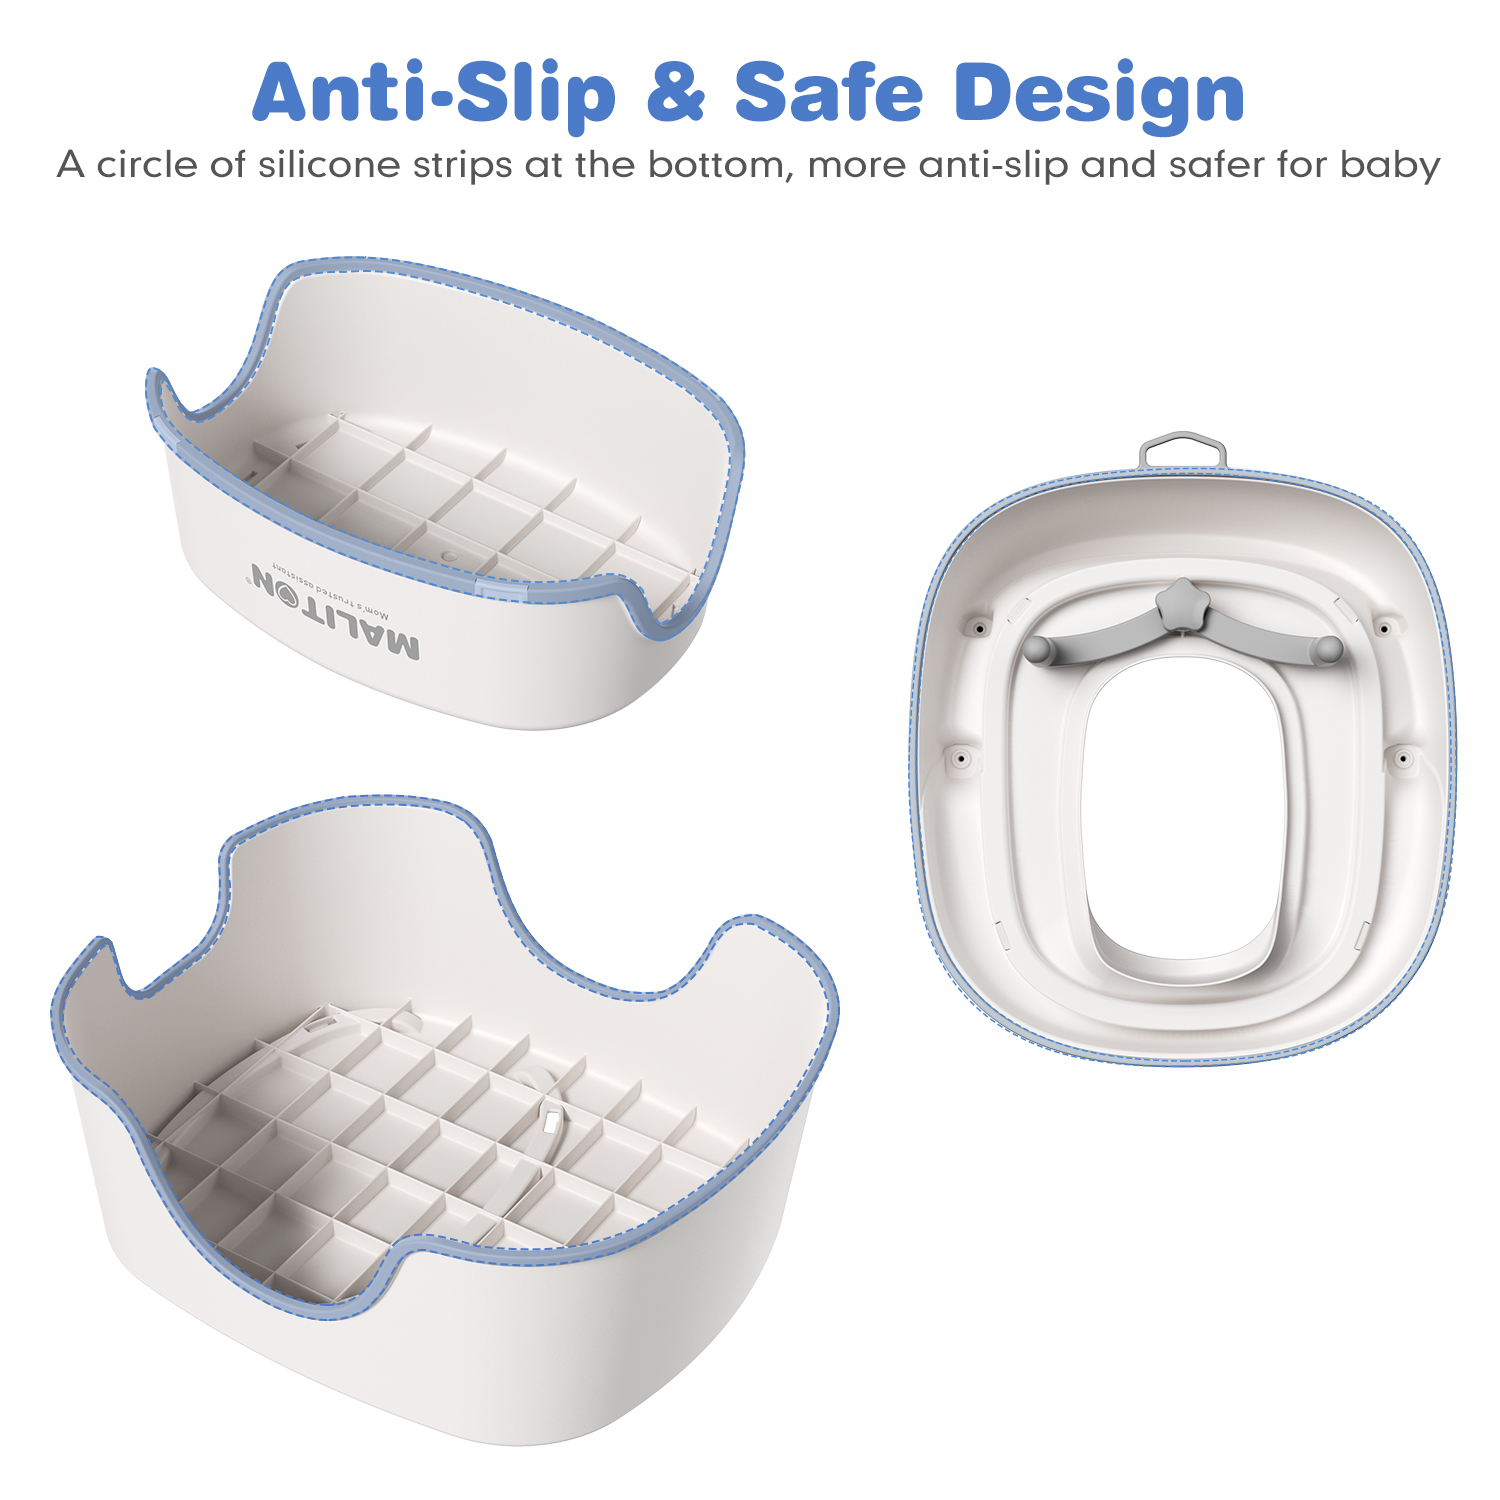 Anti-Slip & Safe Design
A circle of silicone strips at the bottom, more anti-slip and safer for baby
MALITON®
Mom's trusted assistant